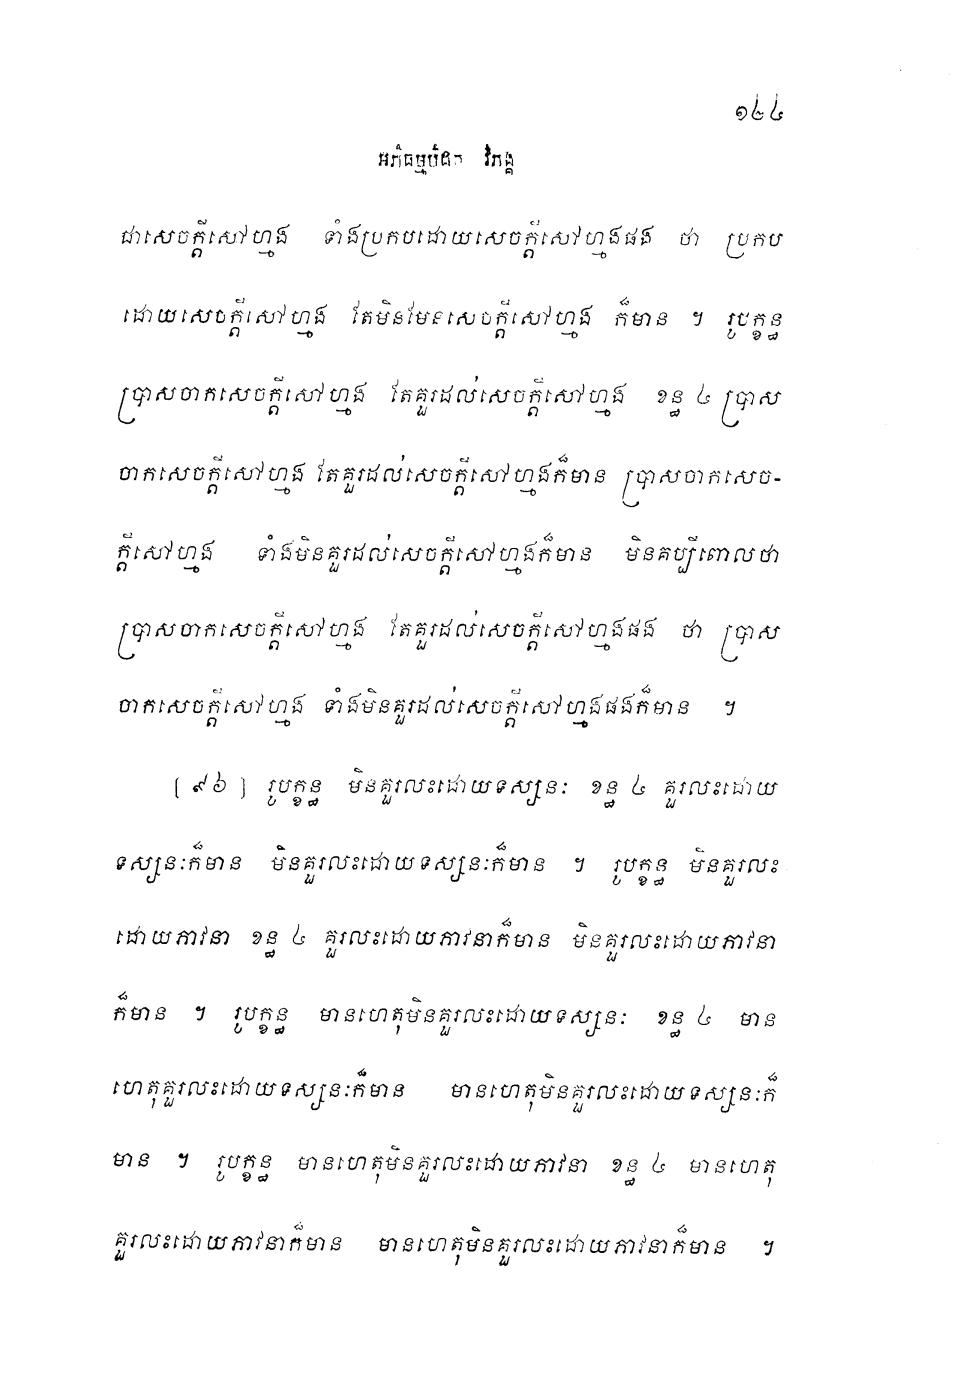 ១៤៤
អភិធម្មបិដក វិភង្គ
ជាសេចក្តីសៅហ្មង ទាំងប្រកបដោយសេចក្តីសៅហ្មងផង ថា ប្រកប
ដោយសេចក្តីសៅហ្មង តែមិនមែនសេចក្តីសៅហ្មង ក៏មាន ។ រូបក្ខន្ធ
ប្រាសចាកសេចក្តីសៅហ្មង តែគួរដល់សេចក្តីសៅហ្មង ខន្ធ ៤ ប្រាស
ចាកសេចក្តីសៅហ្មង តែគួរដល់សេចក្តីសៅហ្មងក៏មាន ប្រាសចាកសេច-
ក្តីសៅហ្មង ទាំងមិនគួរដល់សេចក្តីសៅហ្មងក៏មាន មិនគប្បីពោលថា
ប្រាសចាកសេចក្តីសៅហ្មង តែគួរដល់សេចក្តីសៅហ្មងផង ថា ប្រាស
ចាកសេចក្តីសៅហ្មង ទាំងមិនគួរដល់សេចក្តីសៅហ្មងផងក៏មាន ។
[៩៦] រូបក្ខន្ធ មិនគួរលះដោយទស្សនៈ ខន្ធ ៤ គួរលះដោយ
ទស្សនៈក៏មាន មិនគួរលះដោយទស្សនៈក៏មាន ។ រូបក្ខន្ធ មិនគួរលះ
ដោយភាវនា ខន្ធ ៤ គួរលះដោយភាវនាក៏មាន មិនគួរលះដោយភាវនា
ក៏មាន ។ រូបក្ខន្ធ មានហេតុមិនគួរលះដោយទស្សនៈ ខន្ធ ៤ មាន
ហេតុគួរលះដោយទស្សនៈក៏មាន មានហេតុមិនគួរលះដោយទស្សនៈក៏
មាន ។ រូបក្ខន្ធ មានហេតុមិនគួរលះដោយភាវនា ខន្ធ ៤ មានហេតុ
គួរលះដោយភាវនាក៏មាន មានហេតុមិនគួរលះដោយភាវនាក៏មាន ។